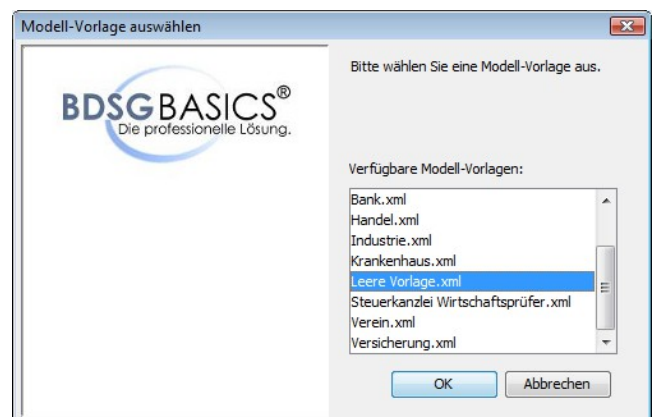 Modell-Vorlage auswählen
BDSGBASICS®
Die professionelle Lösung.
Bitte wählen Sie eine Modell-Vorlage aus.
Verfügbare Modell-Vorlagen:
Bank.xml
Handel.xml
Industrie.xml
Krankenhaus.xml
Leere Vorlage.xml
Steuerkanzlei Wirtschaftsprüfer.xml
Verein.xml
Versicherung.xml
OK
Abbrechen